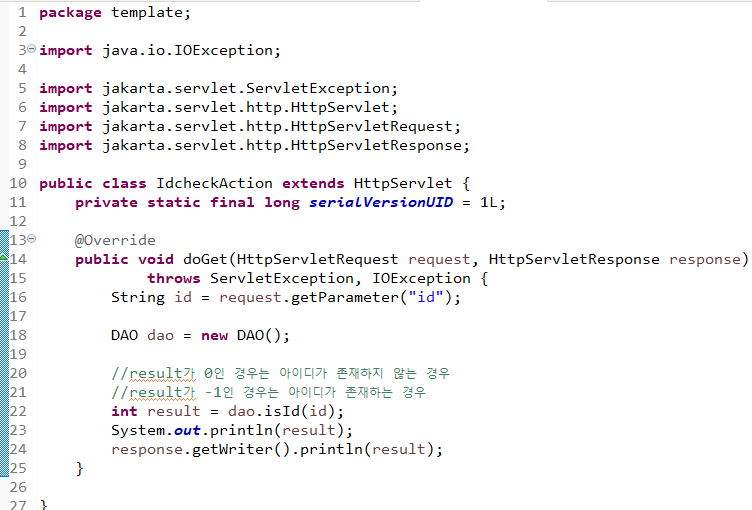 1 package template;
2
3 import java.io.IOException;
4
5 import jakarta.servlet.ServletException;
6 import jakarta.servlet.http.HttpServlet;
7 import jakarta.servlet.http.HttpServletRequest;
8 import jakarta.servlet.http.HttpServletResponse;
9
10 public class IdcheckAction extends HttpServlet {
11     private static final long serialVersionUID = 1L;
12
13     @Override
14     public void doGet(HttpServletRequest request, HttpServletResponse response)
15             throws ServletException, IOException {
16         String id = request.getParameter("id");
17
18         DAO dao = new DAO();
19
20         //result가 0인 경우는 아이디가 존재하지 않는 경우
21         //result가 -1인 경우는 아이디가 존재하는 경우
22         int result = dao.isId(id);
23         System.out.println(result);
24         response.getWriter().println(result);
25     }
26
27 }